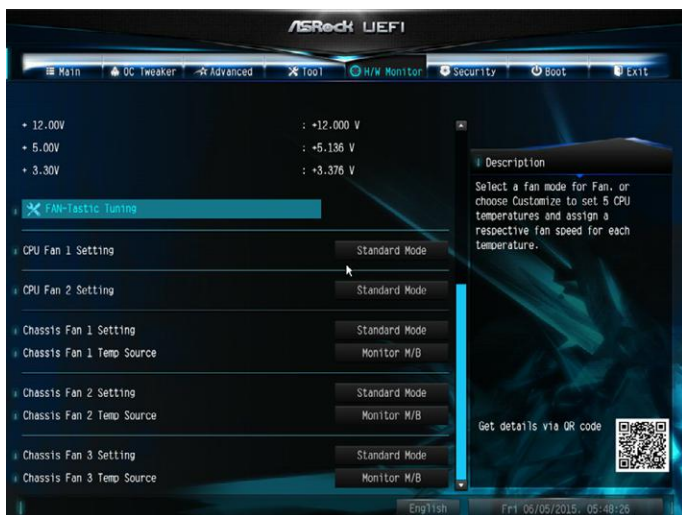 ASRock UEFI
Main OC Tweaker Advanced Tool H/W Monitor Security Boot Exit
+ 12.00V : +12.000 V
+ 5.00V : +5.136 V
+ 3.30V : +3.376 V
FAN-Tastic Tuning
CPU Fan 1 Setting Standard Mode
CPU Fan 2 Setting Standard Mode
Chassis Fan 1 Setting Standard Mode
Chassis Fan 1 Temp Source Monitor M/B
Chassis Fan 2 Setting Standard Mode
Chassis Fan 2 Temp Source Monitor M/B
Chassis Fan 3 Setting Standard Mode
Chassis Fan 3 Temp Source Monitor M/B
Description
Select a fan mode for Fan, or
choose Customize to set 5 CPU
temperatures and assign a
respective fan speed for each
temperature.
Get details via QR code
English Fri 06/05/2015, 05:48:26